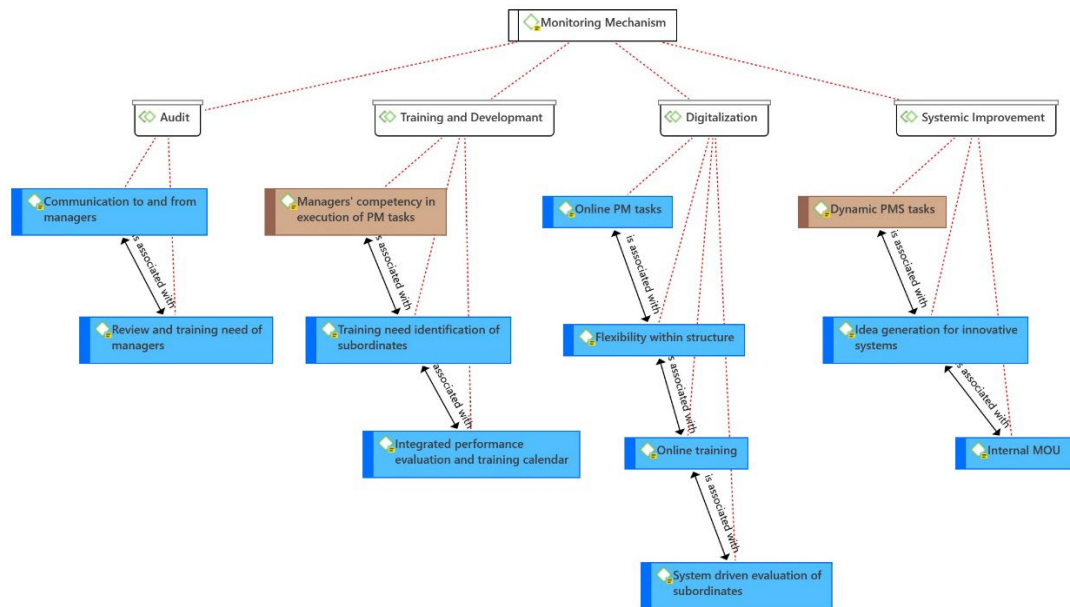 Monitoring Mechanism
Audit
Training and Developmant
Digitalization
Systemic Improvement
Communication to and from
managers
Managers' competency in
execution of PM tasks
Online PM tasks
Dynamic PMS tasks
is associated with
is associated with
is associated with
is associated with
Review and training need of
managers
Training need identification of
subordinates
Flexibility within structure
Idea generation for innovative
systems
is associated with
is associated with
is associated with
Integrated performance
evaluation and training calendar
Online training
Internal MOU
is associated with
System driven evaluation of
subordinates